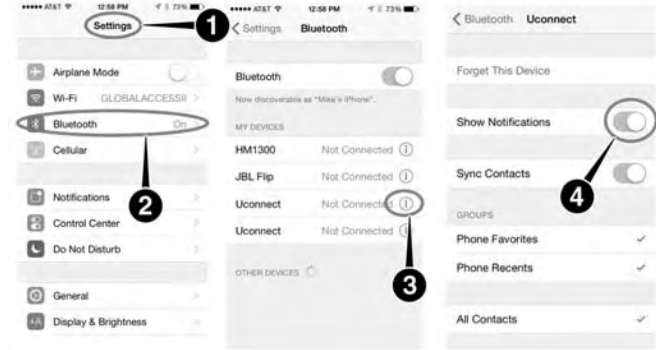 AT&T 12:58 PM 73%
Settings
1
Airplane Mode
Wi-Fi GLOBALACCESSII
Bluetooth On
Cellular
2
Notifications
Control Center
Do Not Disturb
General
AA Display & Brightness
AT&T 12:58 PM 73%
Settings Bluetooth
Bluetooth
Now discoverable as "Mike's iPhone".
MY DEVICES
HM1300 Not Connected i
JBL Flip Not Connected i
Uconnect Not Connected i
Uconnect Not Connected i
3
OTHER DEVICES
Bluetooth Uconnect
Forget This Device
Show Notifications
4
Sync Contacts
GROUPS
Phone Favorites
Phone Recents
All Contacts